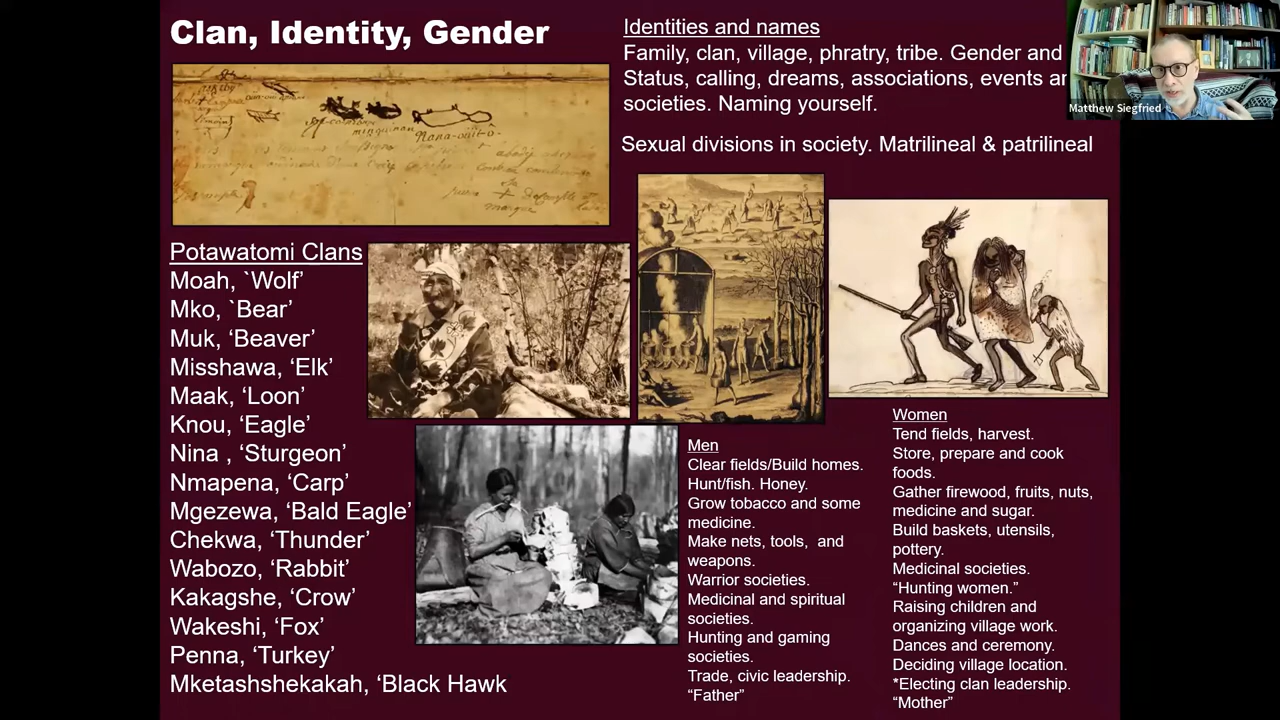 Clan, Identity, Gender
Identities and names
Family, clan, village, phratry, tribe. Gender and
Status, calling, dreams, associations, events ar
societies. Naming yourself.
Sexual divisions in society. Matrilineal & patrilineal
Matthew Siegfried
Potawatomi Clans
Moah, `Wolf’
Mko, `Bear’
Muk, ‘Beaver’
Misshawa, ‘Elk’
Maak, ‘Loon’
Knou, ‘Eagle’
Nina , ‘Sturgeon’
Nmapena, ‘Carp’
Mgezewa, ‘Bald Eagle’
Chekwa, ‘Thunder’
Wabozo, ‘Rabbit’
Kakagshe, ‘Crow’
Wakeshi, ‘Fox’
Penna, ‘Turkey’
Mketashshekakah, ‘Black Hawk
Men
Clear fields/Build homes.
Hunt/fish. Honey.
Grow tobacco and some
medicine.
Make nets, tools, and
weapons.
Warrior societies.
Medicinal and spiritual
societies.
Hunting and gaming
societies.
Trade, civic leadership.
“Father”
Women
Tend fields, harvest.
Store, prepare and cook
foods.
Gather firewood, fruits, nuts,
medicine and sugar.
Build baskets, utensils,
pottery.
Medicinal societies.
“Hunting women.”
Raising children and
organizing village work.
Dances and ceremony.
Deciding village location.
*Electing clan leadership.
“Mother”